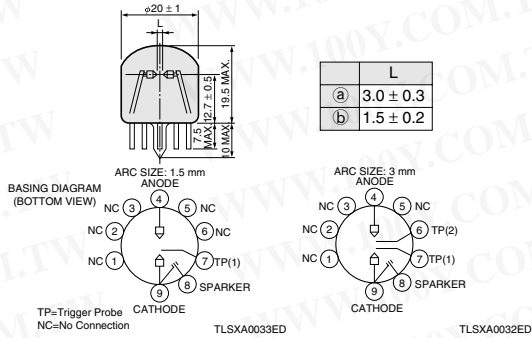 ϕ20 ± 1
L
12.7 ± 0.5
19.5 MAX.
7.5 MAX.
10 MAX.
L
ⓐ 3.0 ± 0.3
ⓑ 1.5 ± 0.2
BASING DIAGRAM
(BOTTOM VIEW)
ARC SIZE: 1.5 mm
ANODE
4
NC 3
5 NC
NC 2
6 NC
NC 1
7 TP(1)
8 SPARKER
9
CATHODE
TP=Trigger Probe
NC=No Connection
TLSXA0033ED
ARC SIZE: 3 mm
ANODE
4
NC 3
5 NC
NC 2
6 TP(2)
NC 1
7 TP(1)
8 SPARKER
9
CATHODE
TLSXA0032ED
WWW.100Y.COM.TW